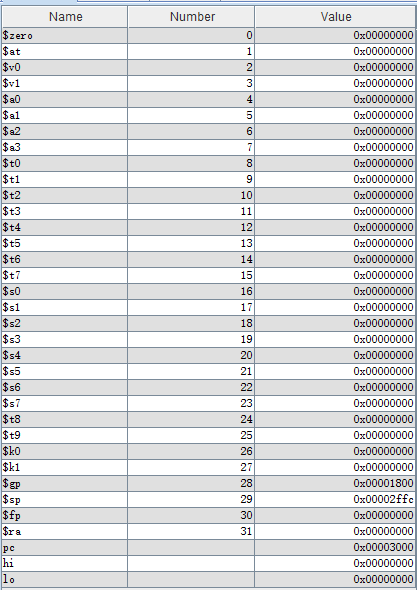 Name Number Value
$zero 0 0x00000000
$at 1 0x00000000
$v0 2 0x00000000
$v1 3 0x00000000
$a0 4 0x00000000
$a1 5 0x00000000
$a2 6 0x00000000
$a3 7 0x00000000
$t0 8 0x00000000
$t1 9 0x00000000
$t2 10 0x00000000
$t3 11 0x00000000
$t4 12 0x00000000
$t5 13 0x00000000
$t6 14 0x00000000
$t7 15 0x00000000
$s0 16 0x00000000
$s1 17 0x00000000
$s2 18 0x00000000
$s3 19 0x00000000
$s4 20 0x00000000
$s5 21 0x00000000
$s6 22 0x00000000
$s7 23 0x00000000
$t8 24 0x00000000
$t9 25 0x00000000
$k0 26 0x00000000
$k1 27 0x00000000
$gp 28 0x00001800
$sp 29 0x00002ffc
$fp 30 0x00000000
$ra 31 0x00000000
pc 0x00003000
hi 0x00000000
lo 0x00000000